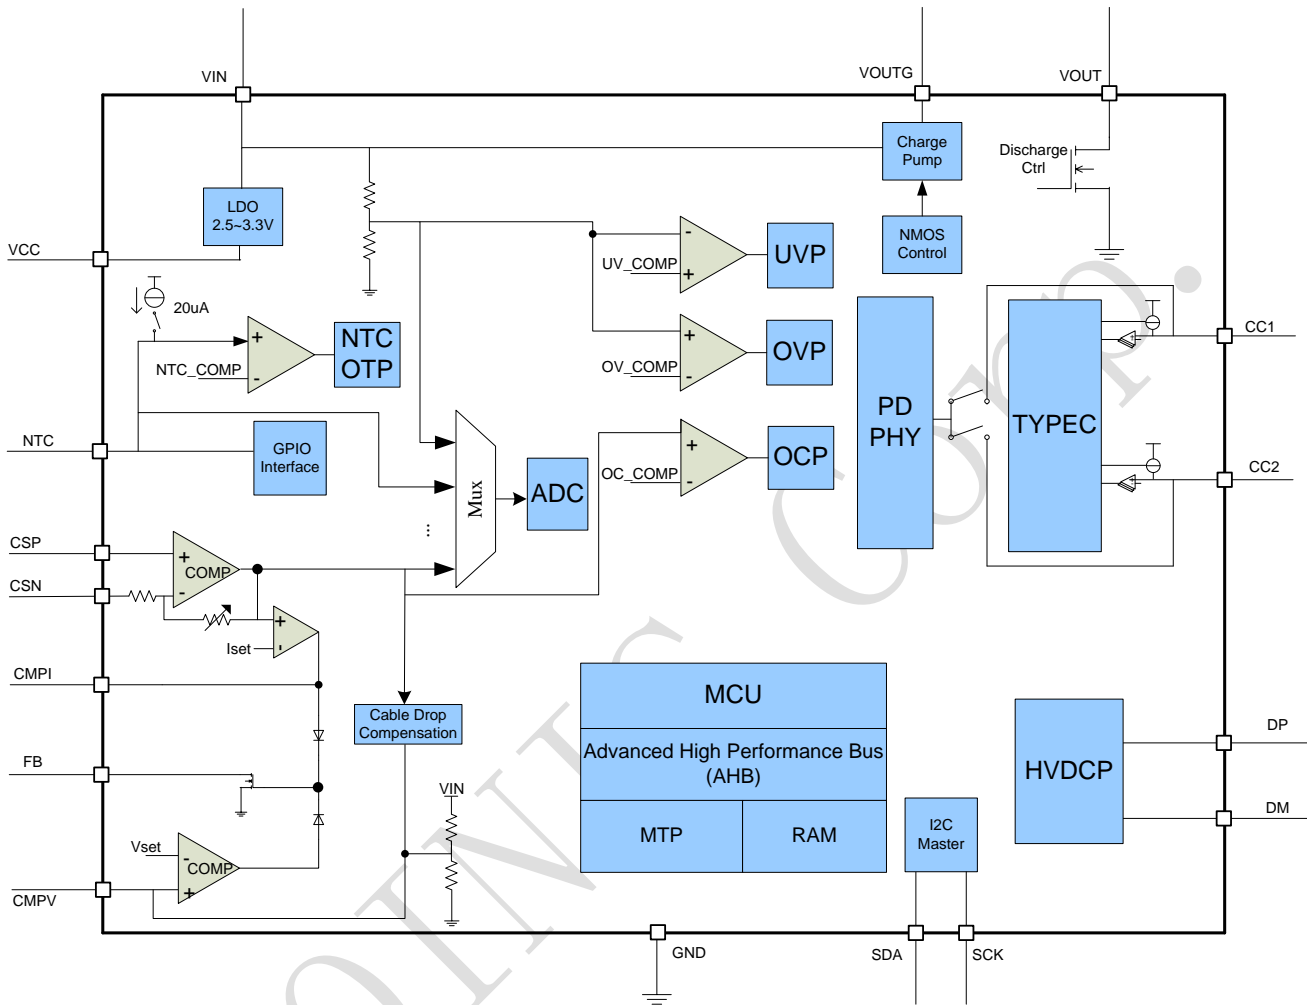 VIN
VOUTG
VOUT
Charge
Pump
Discharge
Ctrl
LDO
2.5~3.3V
VCC
NMOS
Control
UV_COMP
-
+
UVP
20uA
NTC_COMP
+
-
NTC
OTP
OV_COMP
+
-
OVP
CC1
PD
PHY
TYPEC
NTC
GPIO
Interface
Mux
ADC
OC_COMP
+
-
OCP
CC2
...
CSP
+
COMP
CSN
-
Iset
+
-
CMPI
MCU
Cable Drop
Compensation
Advanced High Performance Bus
(AHB)
HVDCP
DP
FB
VIN
MTP
RAM
I2C
Master
DM
Vset
-
COMP
+
CMPV
GND
SDA
SCK
OINS Corp.